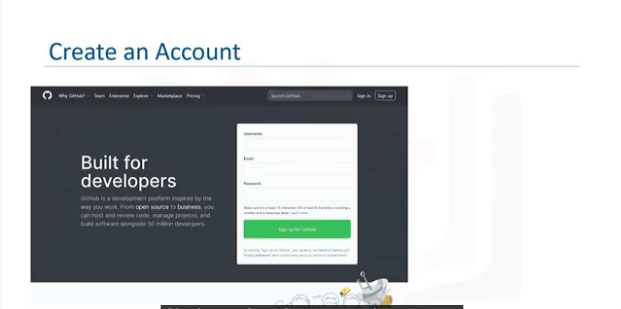 Create an Account
Why GitHub? Team Enterprise Explore Marketplace Pricing
Search GitHub
Sign in
Sign up
Built for
developers
GitHub is a development platform inspired by the
way you work. From open source to business, you
can host and review code, manage projects, and
build software alongside 50 million developers.
Username
Email
Password
Make sure it's at least 15 characters OR at least 8 characters including a
number and a lowercase letter. Learn more.
Sign up for GitHub
By clicking "Sign up for GitHub", you agree to our Terms of Service and
Privacy Statement. We'll occasionally send you account related emails.